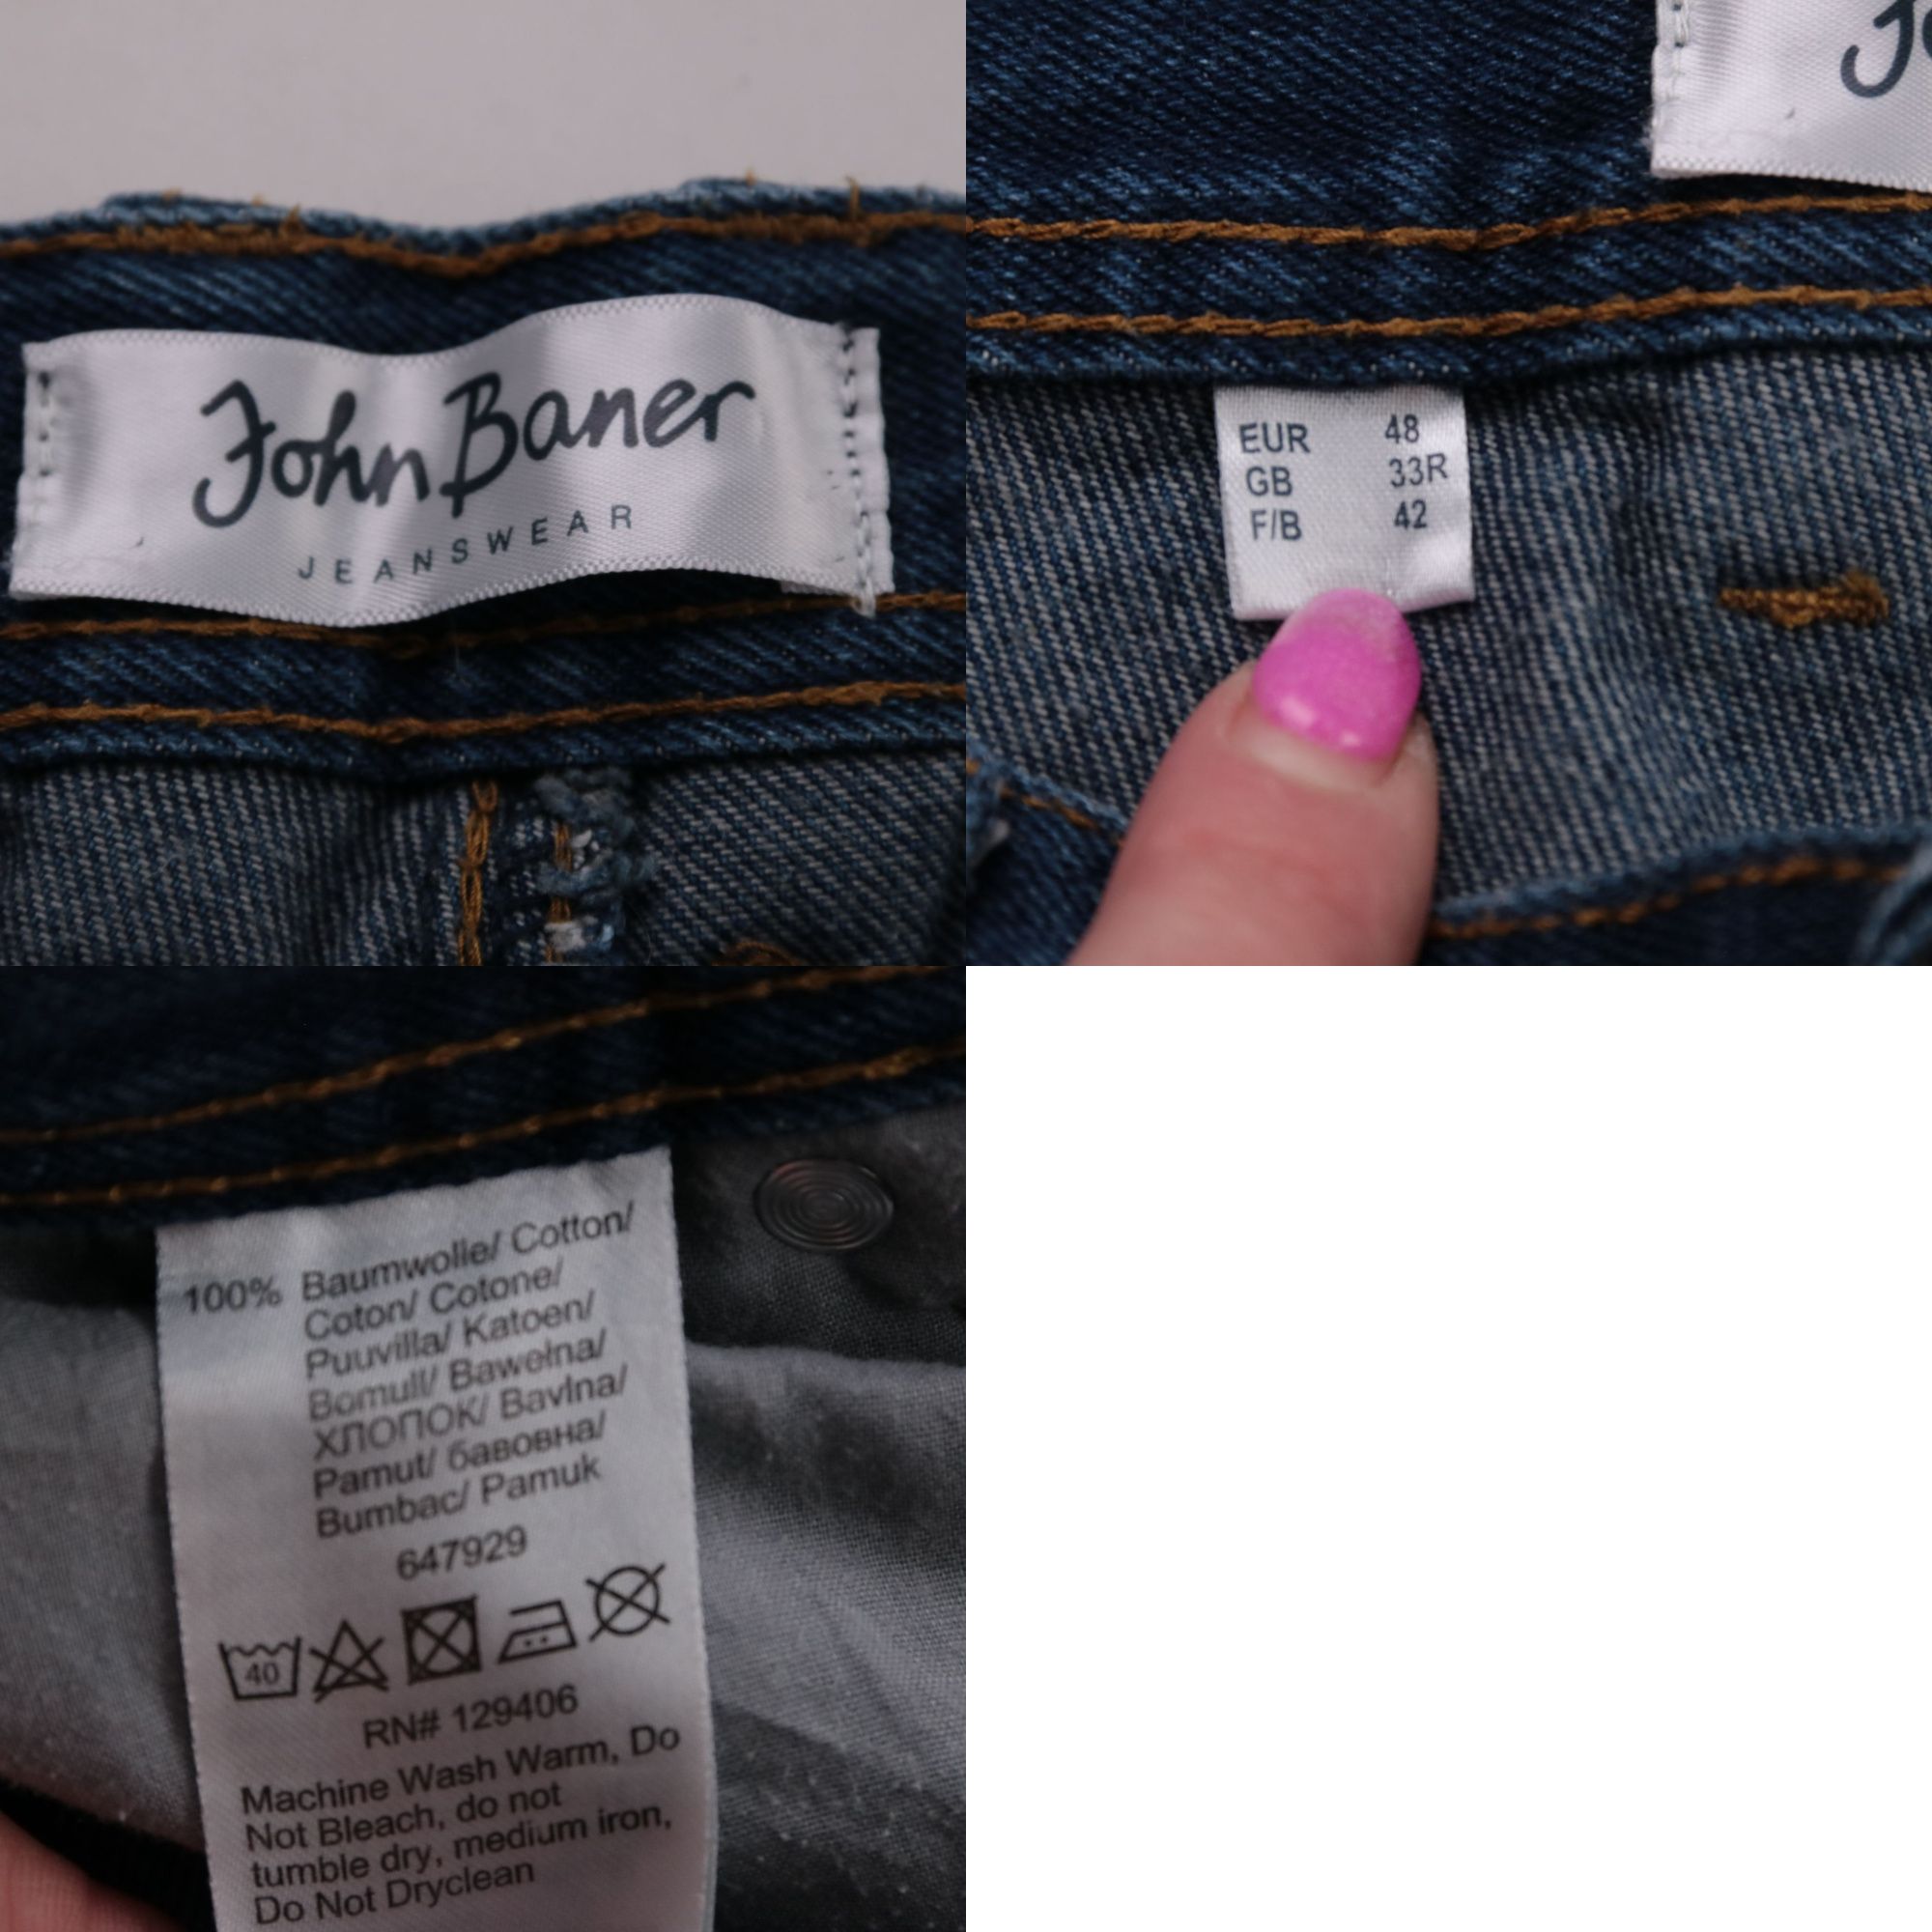 John Baner
JEANSWEAR
J
EUR 48
GB 33R
F/B 42
100% Baumwolle/ Cotton/
Coton/ Cotone/
Puuvilla/ Katoen/
Bomull/ Bawełna/
ХЛОПОК/ Bavlna/
Pamut/ бавовна/
Bumbac/ Pamuk
647929
40
RN# 129406
Machine Wash Warm, Do
Not Bleach, do not
tumble dry, medium iron,
Do Not Dryclean